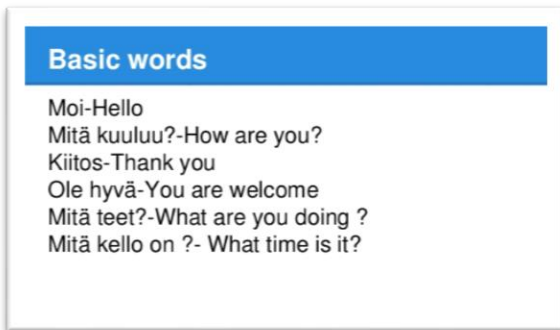 Basic words
Moi-Hello
Mitä kuuluu?-How are you?
Kiitos-Thank you
Ole hyvä-You are welcome
Mitä teet?-What are you doing ?
Mitä kello on ?- What time is it?